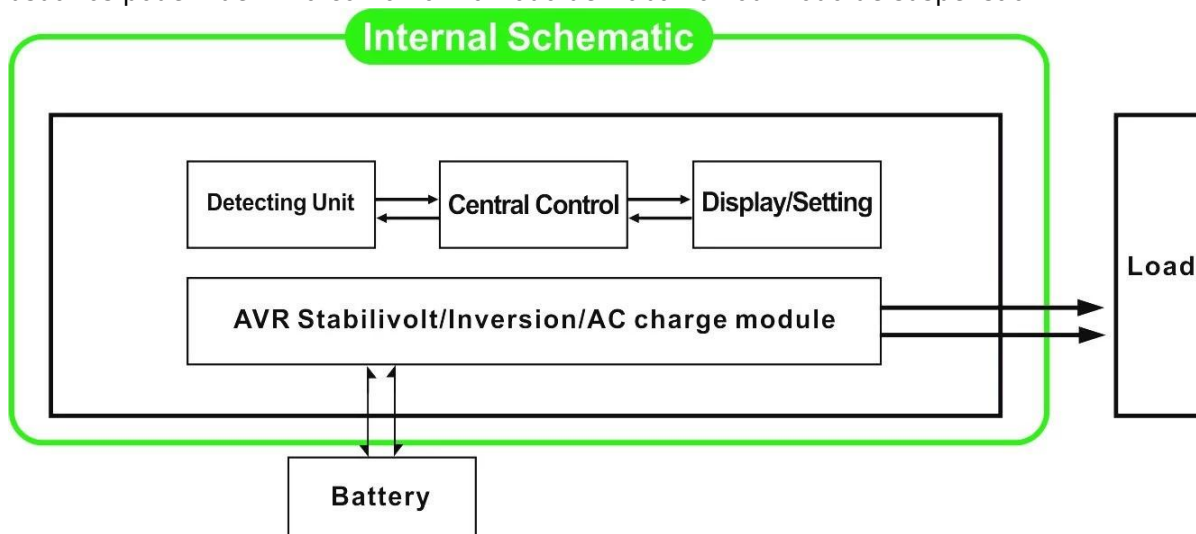 Internal Schematic
Detecting Unit
Central Control
Display/Setting
Load
AVR Stabilivolt/Inversion/AC charge module
Battery